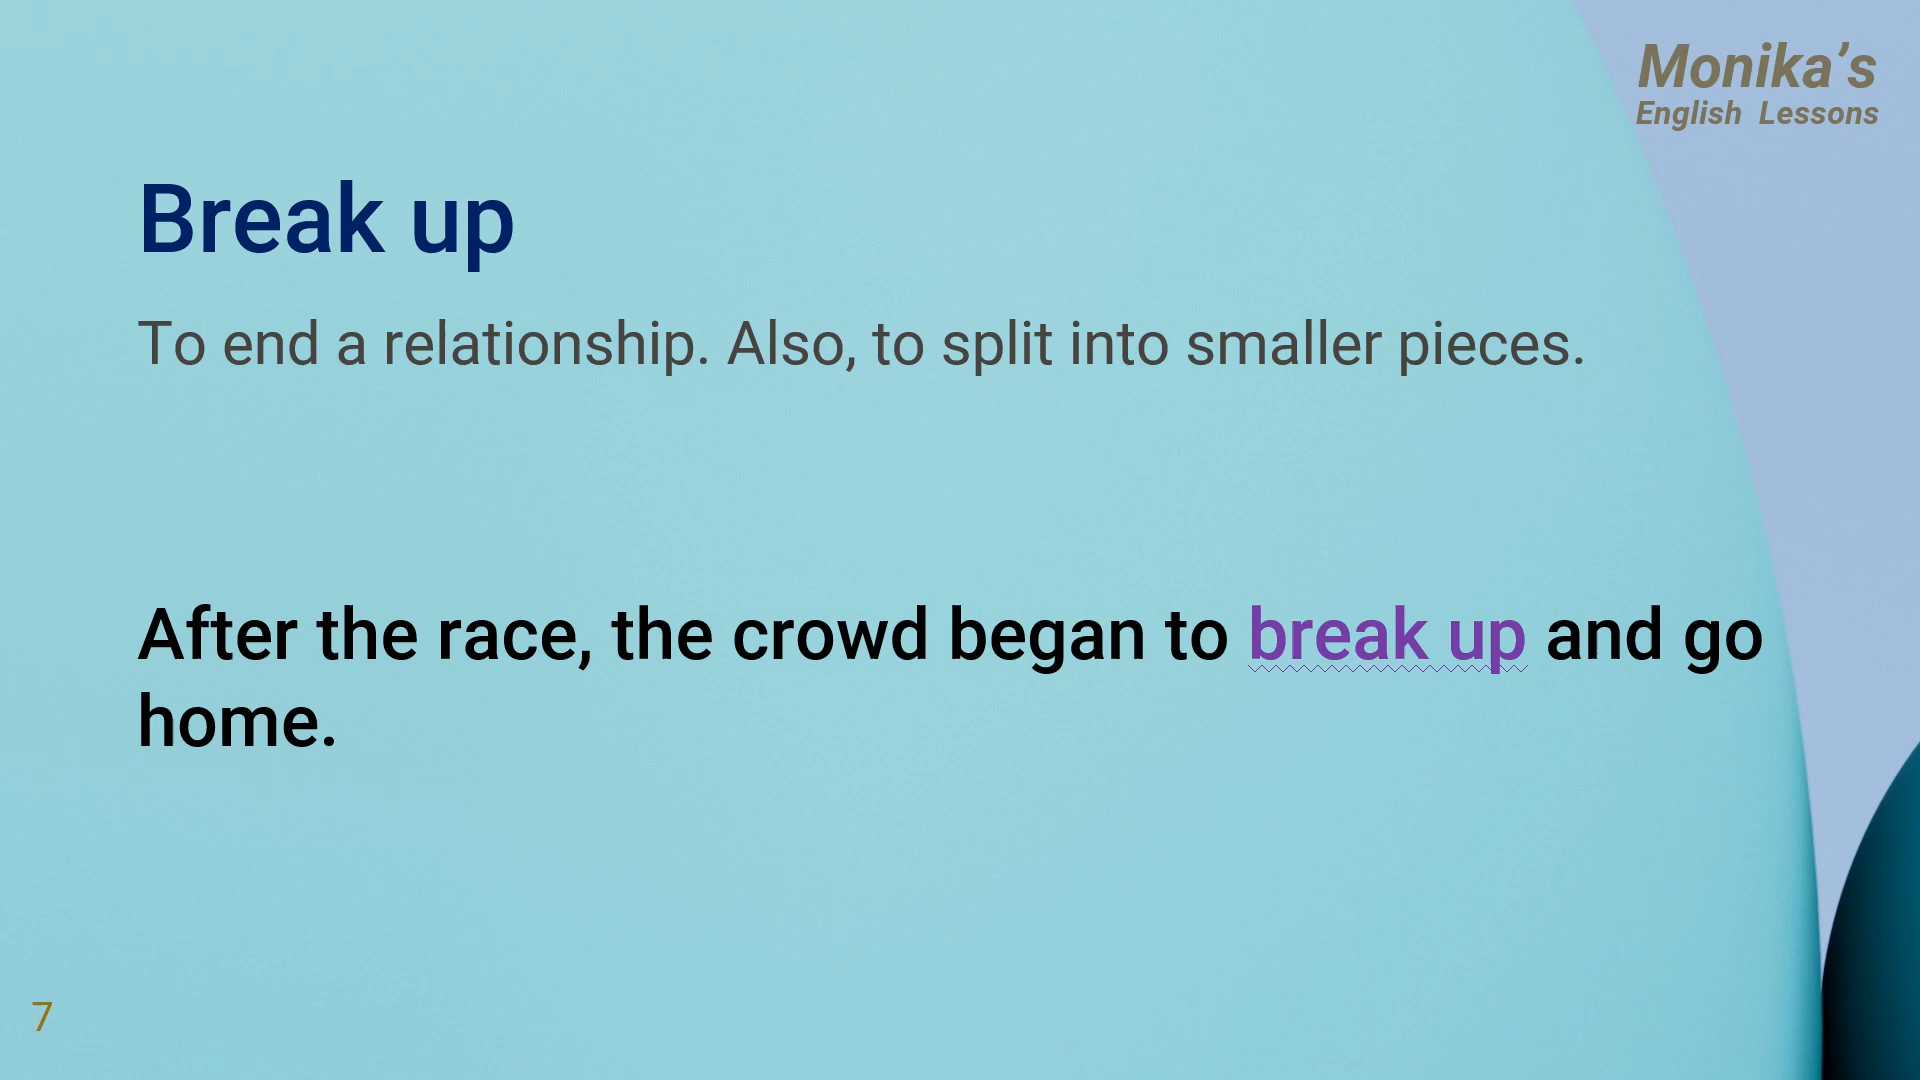 Monika’s
English Lessons
Break up
To end a relationship. Also, to split into smaller pieces.
After the race, the crowd began to break up and go
home.
7